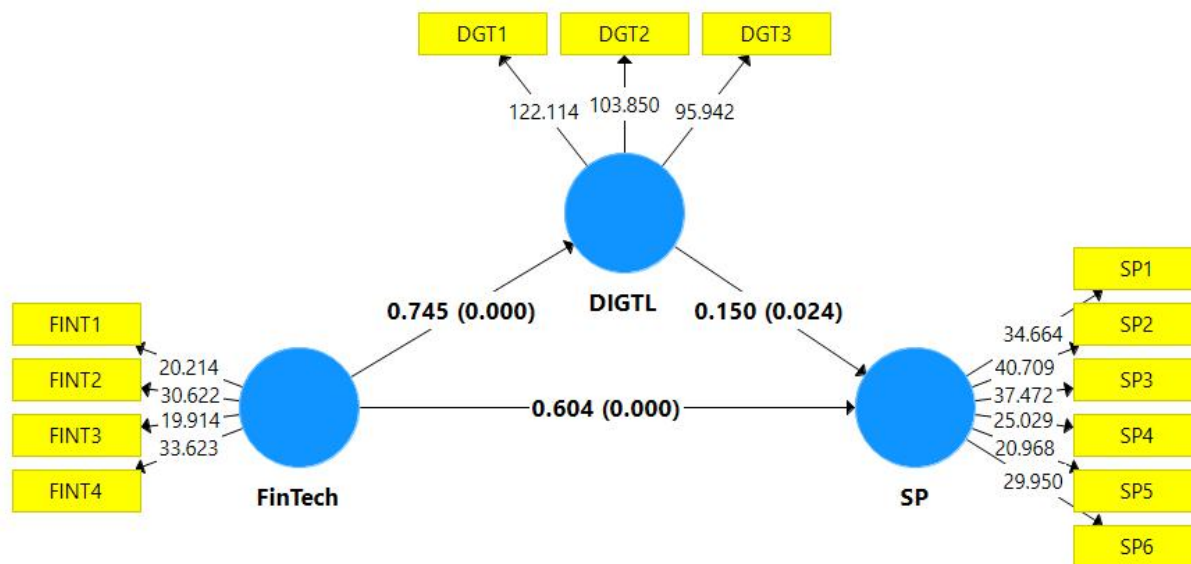 DGT1 DGT2 DGT3
122.114 103.850 95.942
DIGTL
0.745 (0.000) 0.150 (0.024)
FINT1
FINT2
FINT3
FINT4
20.214
30.622
19.914
33.623
FinTech
0.604 (0.000)
SP
34.664
40.709
37.472
25.029
20.968
29.950
SP1
SP2
SP3
SP4
SP5
SP6